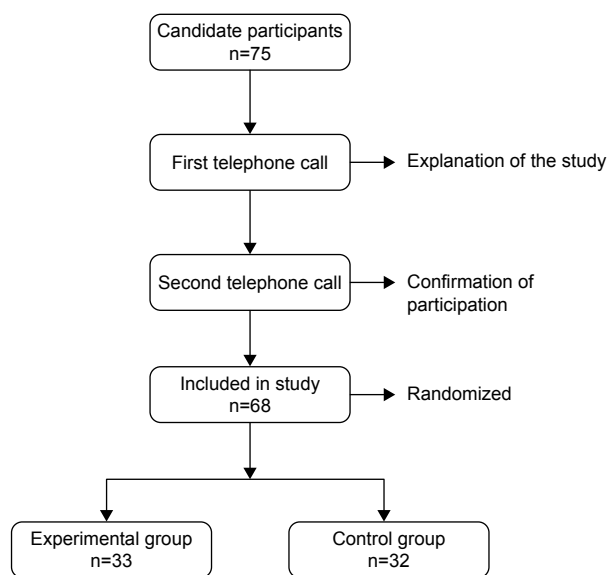 Candidate participants
n=75
First telephone call
Explanation of the study
Second telephone call
Confirmation of
participation
Included in study
n=68
Randomized
Experimental group
n=33
Control group
n=32